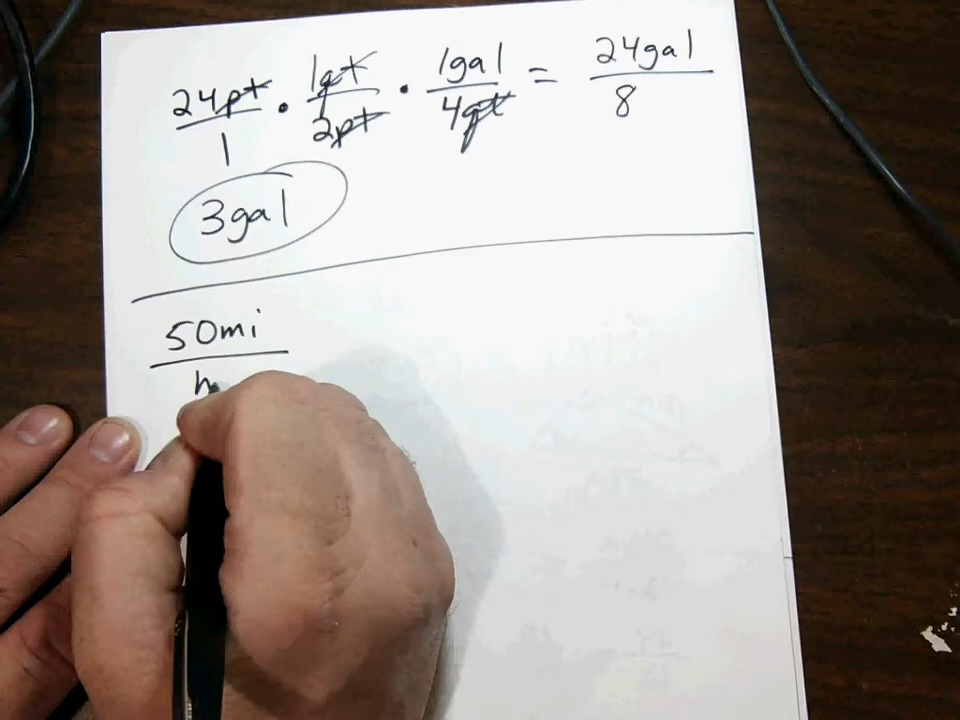 24pt/1 · 1qt/2pt · 1gal/4qt = 24gal/8
3gal
50mi/h